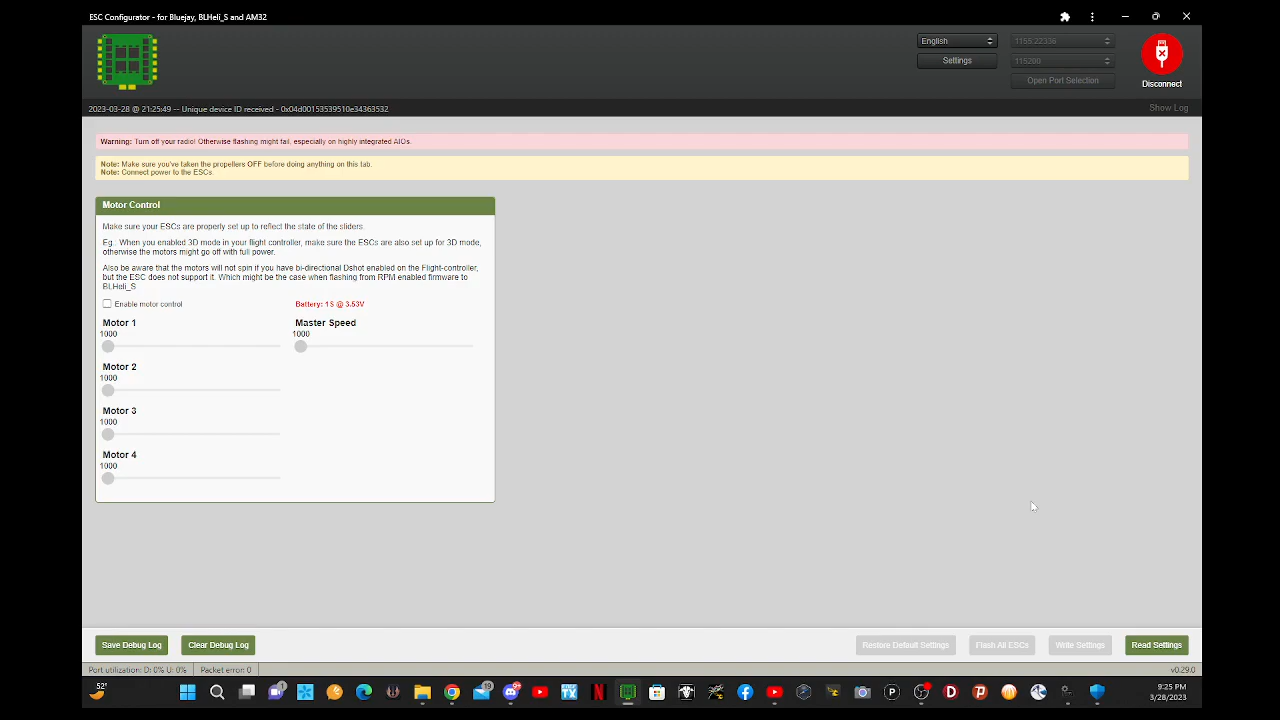 ESC Configurator - for Bluejay, BLHeli_S and AM32
English
1155:22336
Settings
115200
Open Port Selection
Disconnect
2023-03-28 @ 21:25:49 -- Unique device ID received - 0x04d00153539510e34363532
Show Log
Warning: Turn off your radio! Otherwise flashing might fail, especially on highly integrated AIOs.
Note: Make sure you've taken the propellers OFF before doing anything on this tab.
Note: Connect power to the ESCs.
Motor Control
Make sure your ESCs are properly set up to reflect the state of the sliders.
Eg.: When you enabled 3D mode in your flight controller, make sure the ESCs are also set up for 3D mode,
otherwise the motors might go off with full power.
Also be aware that the motors will not spin if you have bi-directional Dshot enabled on the Flight-controller,
but the ESC does not support it. Which might be the case when flashing from RPM enabled firmware to
BLHeli_S
Enable motor control
Battery: 1S @ 3.53V
Motor 1
1000
Master Speed
1000
Motor 2
1000
Motor 3
1000
Motor 4
1000
Save Debug Log
Clear Debug Log
Restore Default Settings
Flash All ESCs
Write Settings
Read Settings
Port utilization: D: 0% U: 0%
Packet error: 0
v0.29.0
52°
9:25 PM
3/28/2023